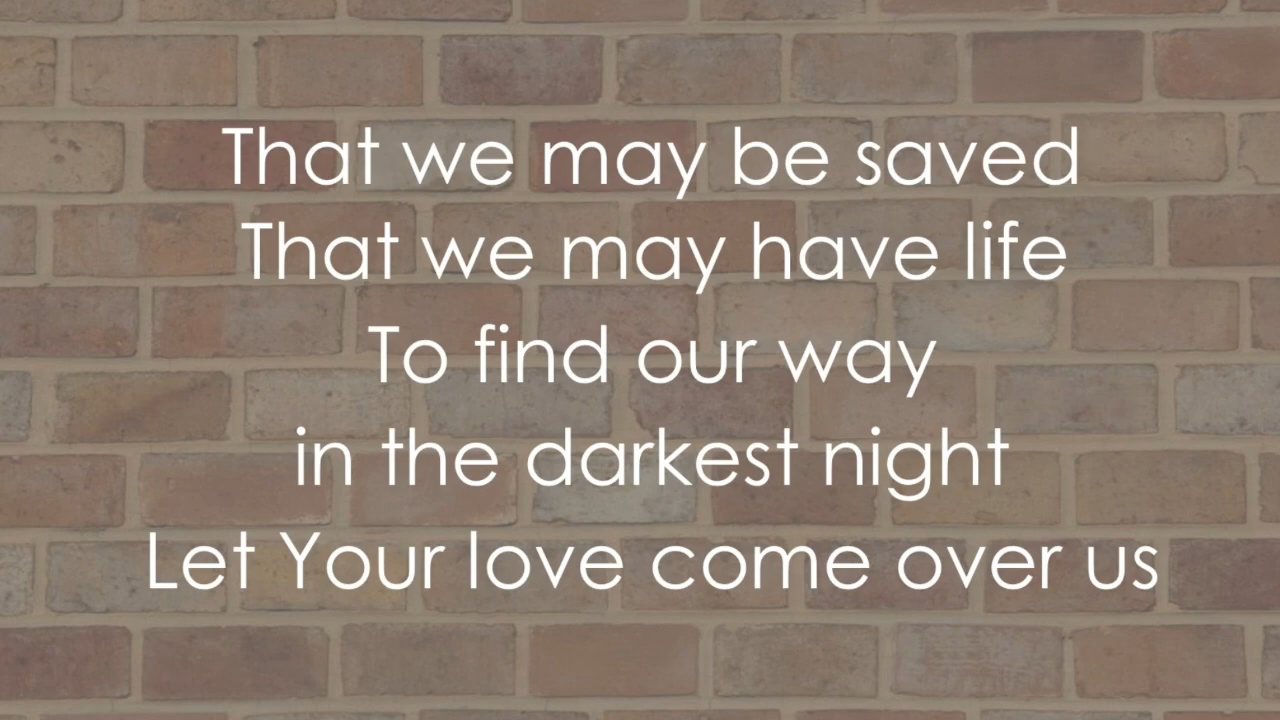 That we may be saved
That we may have life
To find our way
in the darkest night
Let Your love come over us